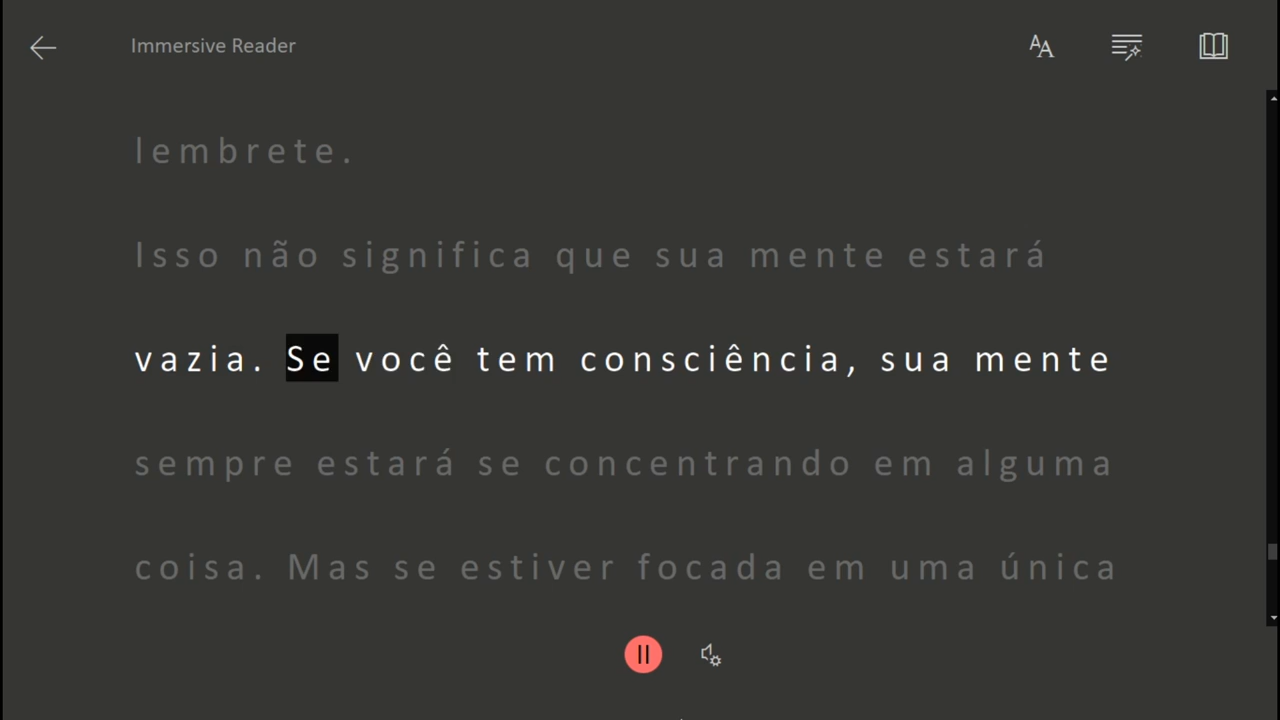 Immersive Reader
lembrete.
Isso não significa que sua mente estará
vazia. Se você tem consciência, sua mente
sempre estará se concentrando em alguma
coisa. Mas se estiver focada em uma única